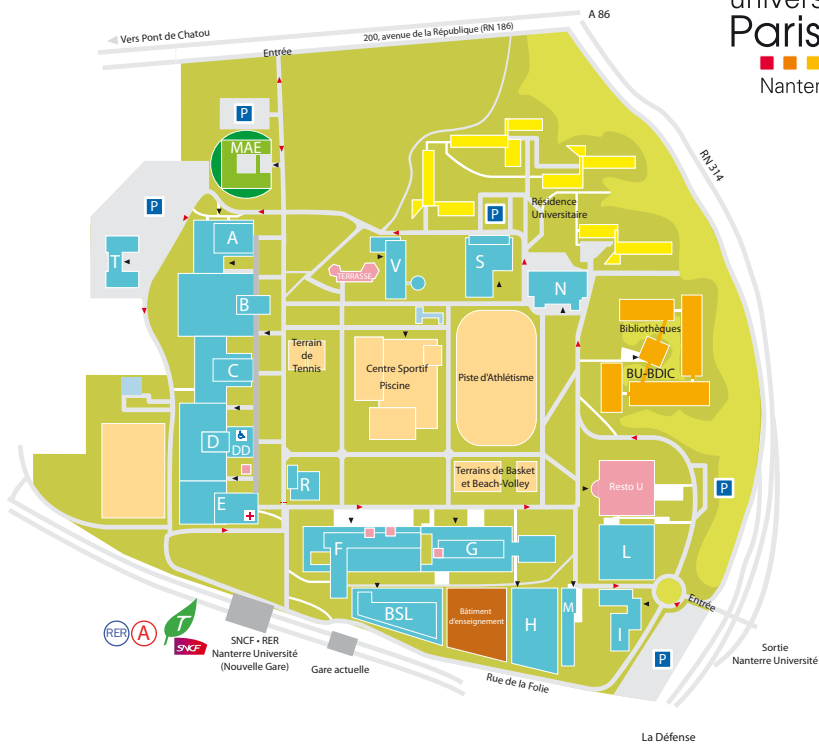 univers
Paris
Nanterr
A 86
Vers Pont de Chatou
200, avenue de la République (RN 186)
Entrée
P
MAE
RN 314
P
Résidence
Universitaire
P
A
T
V
S
TERRASSE
N
B
Bibliothèques
Terrain
de
Tennis
Centre Sportif
Piscine
Piste d'Athlétisme
C
BU-BDIC
D
DD
Terrains de Basket
et Beach-Volley
R
Resto U
P
E
F
G
L
BSL
Bâtiment
d'enseignement
H
M
I
Entrée
RER
A
T
SNCF
SNCF • RER
Nanterre Université
(Nouvelle Gare)
Gare actuelle
P
Sortie
Nanterre Université
Rue de la Folie
La Défense